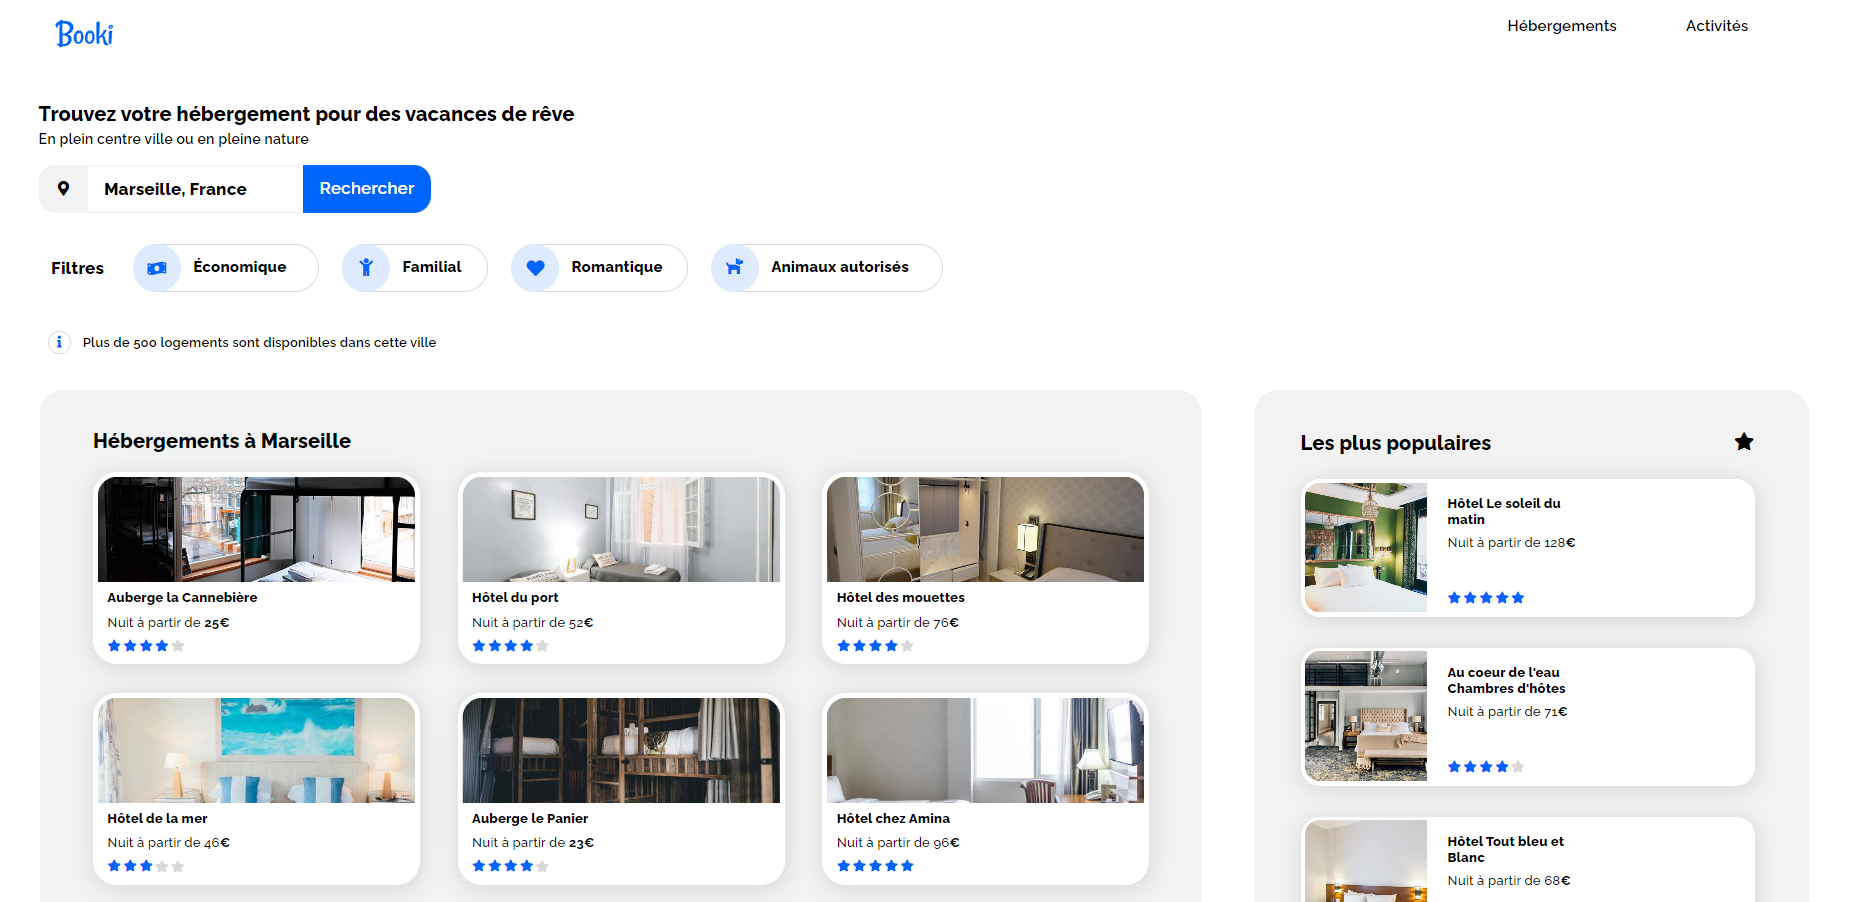 Booki
Hébergements
Activités
Trouvez votre hébergement pour des vacances de rêve
En plein centre ville ou en pleine nature
Marseille, France
Rechercher
Filtres
Économique
Familial
Romantique
Animaux autorisés
Plus de 500 logements sont disponibles dans cette ville
Hébergements à Marseille
Auberge la Cannebière
Nuit à partir de 25€
Hôtel du port
Nuit à partir de 52€
Hôtel des mouettes
Nuit à partir de 76€
Hôtel de la mer
Nuit à partir de 46€
Auberge le Panier
Nuit à partir de 23€
Hôtel chez Amina
Nuit à partir de 96€
Les plus populaires
Hôtel Le soleil du
matin
Nuit à partir de 128€
Au coeur de l'eau
Chambres d'hôtes
Nuit à partir de 71€
Hôtel Tout bleu et
Blanc
Nuit à partir de 68€